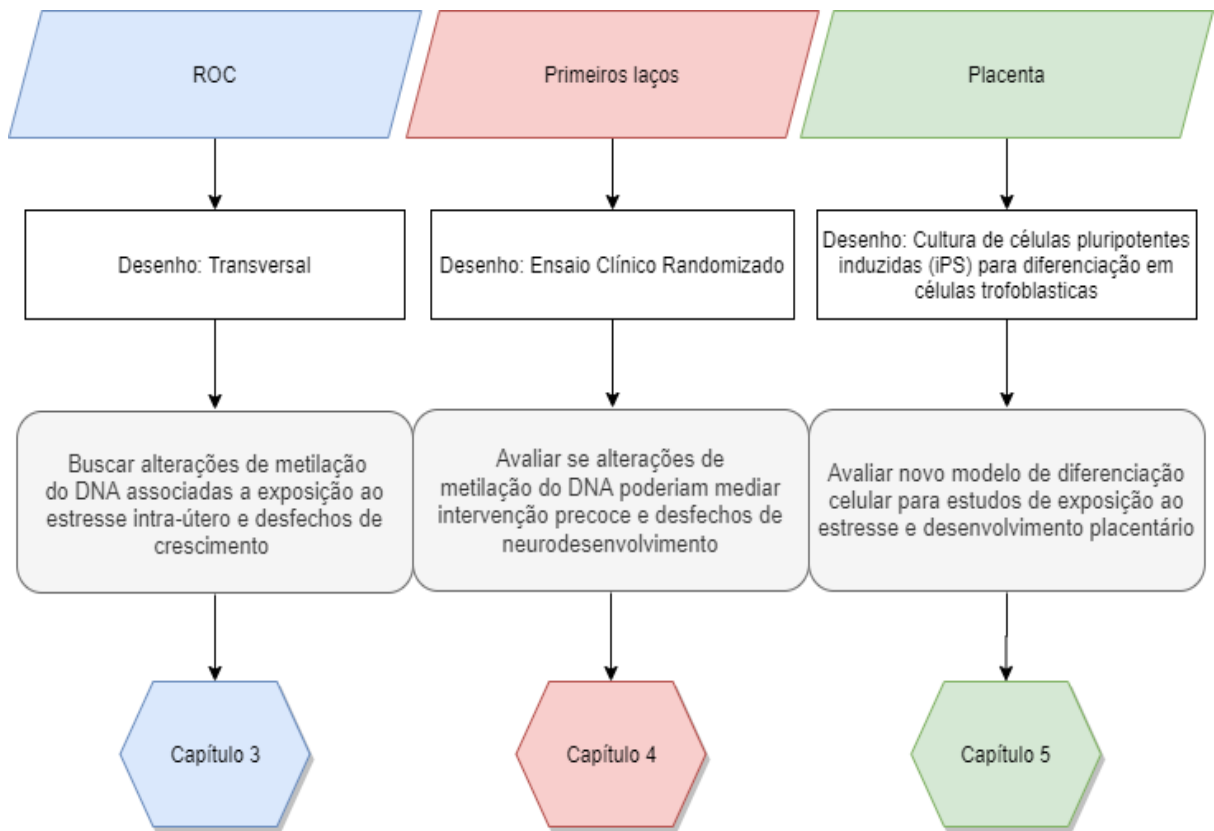 ROC
Primeiros laços
Placenta
Desenho: Transversal
Desenho: Ensaio Clínico Randomizado
Desenho: Cultura de células pluripotentes
induzidas (iPS) para diferenciação em
células trofoblasticas
Buscar alterações de metilação
do DNA associadas a exposição ao
estresse intra-útero e desfechos de
crescimento
Avaliar se alterações de
metilação do DNA poderiam mediar
intervenção precoce e desfechos de
neurodesenvolvimento
Avaliar novo modelo de diferenciação
celular para estudos de exposição ao
estresse e desenvolvimento placentário
Capítulo 3
Capítulo 4
Capítulo 5